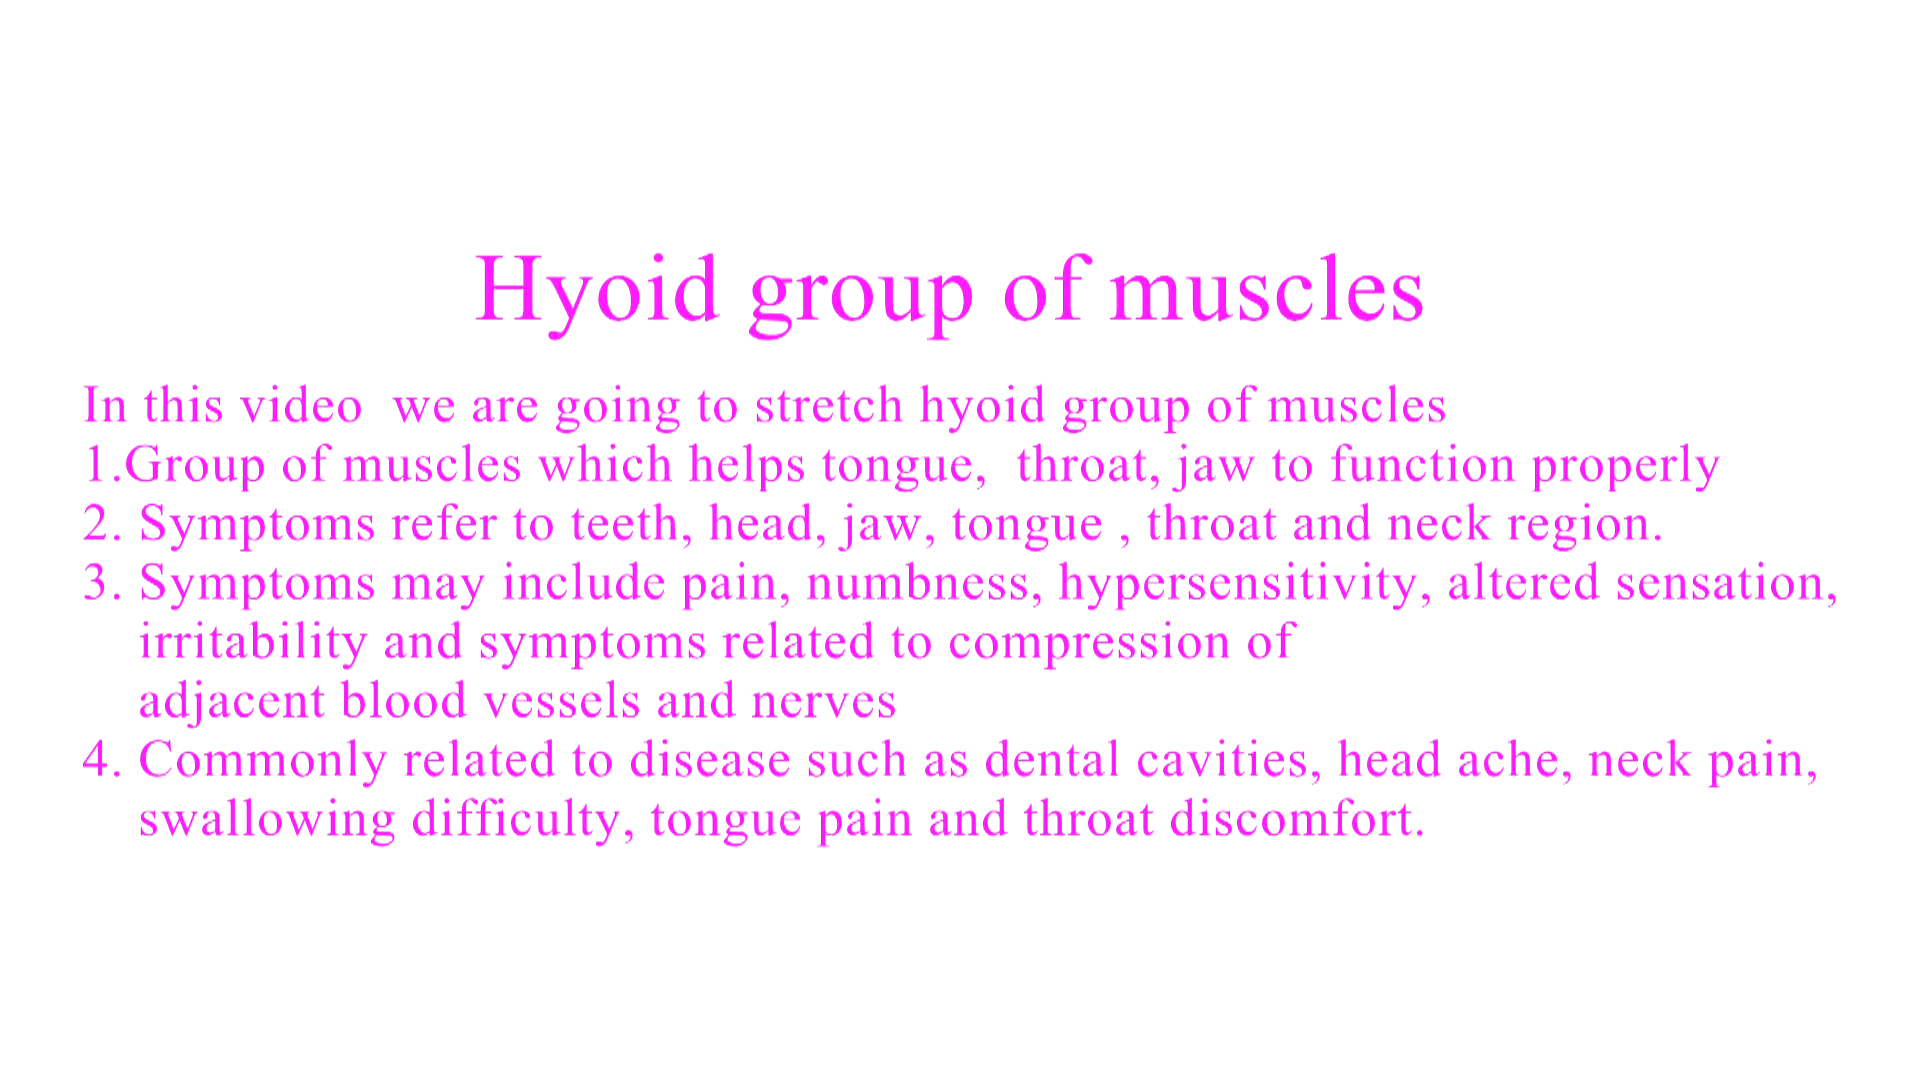 Hyoid group of muscles
In this video  we are going to stretch hyoid group of muscles
1.Group of muscles which helps tongue,  throat, jaw to function properly
2. Symptoms refer to teeth, head, jaw, tongue , throat and neck region.
3. Symptoms may include pain, numbness, hypersensitivity, altered sensation,
irritability and symptoms related to compression of
adjacent blood vessels and nerves
4. Commonly related to disease such as dental cavities, head ache, neck pain,
swallowing difficulty, tongue pain and throat discomfort.